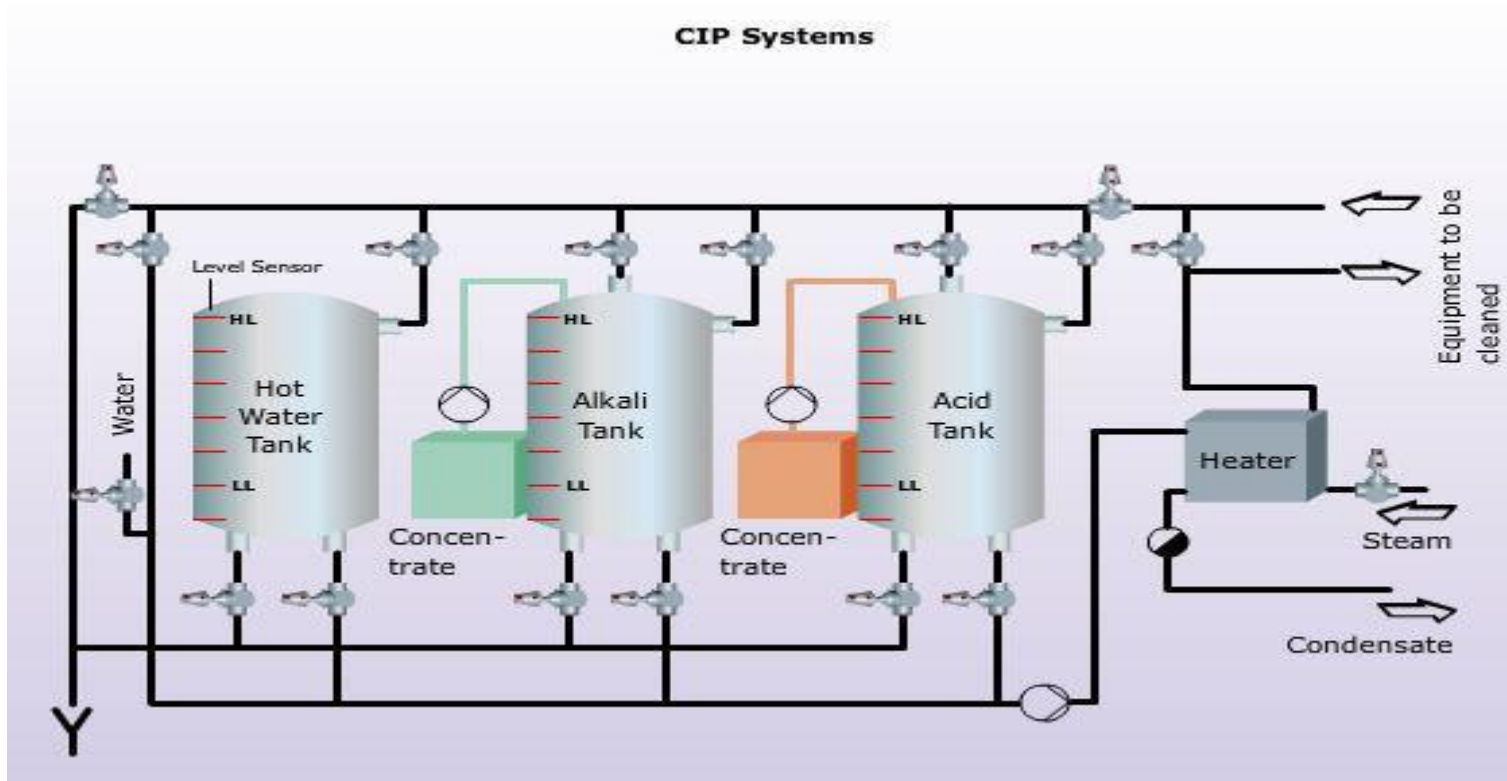 CIP Systems
Level Sensor
HL
HL
HL
Equipment to be
cleaned
Water
Hot
Water
Tank
Alkali
Tank
Acid
Tank
Heater
LL
LL
LL
Concen-
trate
Concen-
trate
Steam
Condensate